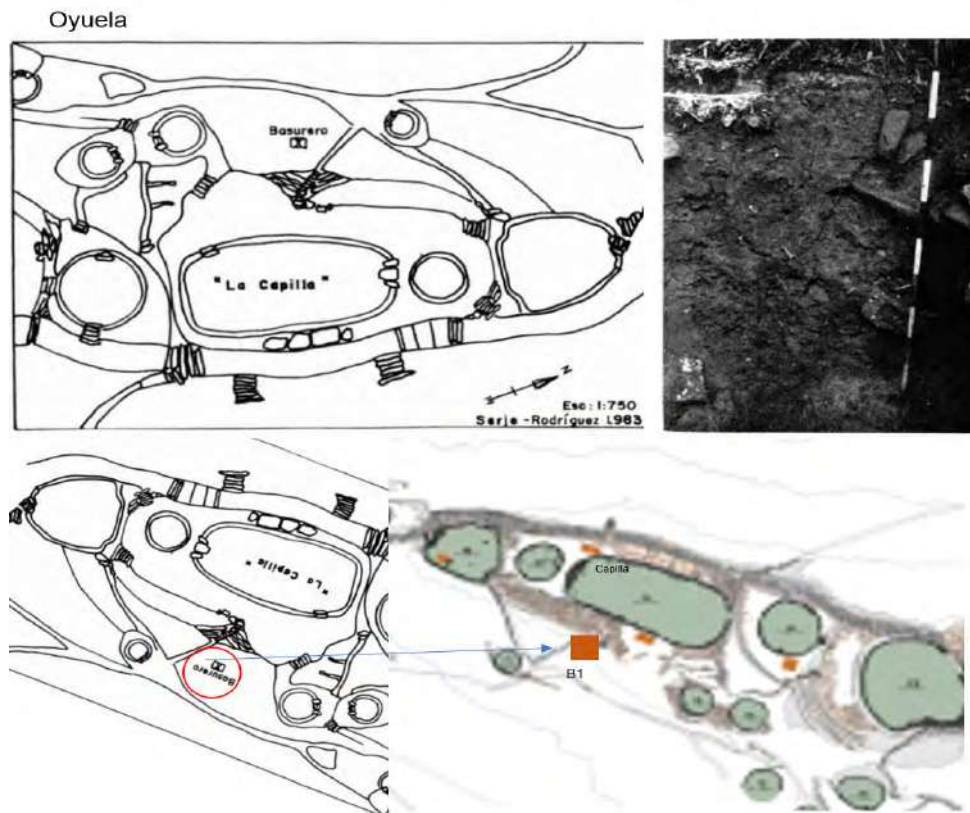 Oyuela
Basurero
"La Capilla"
N
Esc: 1:750
Serje -Rodríguez 1983
"La Capilla"
Basurero
Capilla
B1